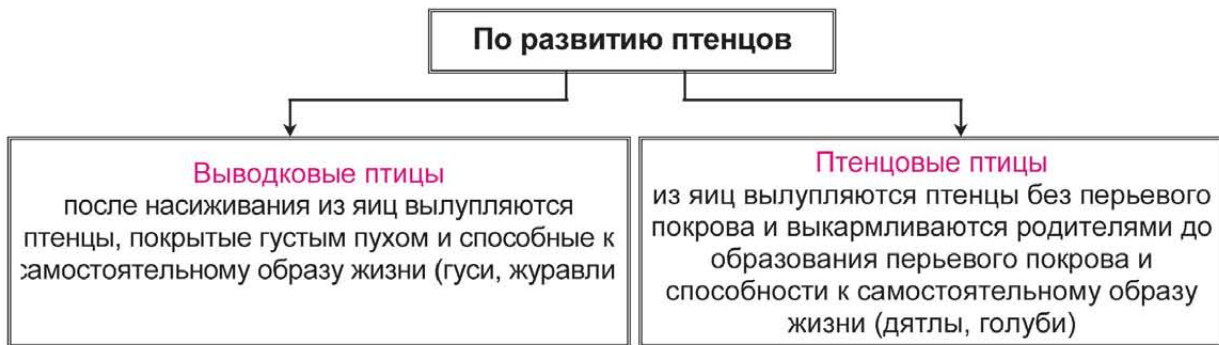 По развитию птенцов
Выводковые птицы
после насиживания из яиц вылупляются
птенцы, покрытые густым пухом и способные к
самостоятельному образу жизни (гуси, журавли
Птенцовые птицы
из яиц вылупляются птенцы без перьевого
покрова и выкармливаются родителями до
образования перьевого покрова и
способности к самостоятельному образу
жизни (дятлы, голуби)